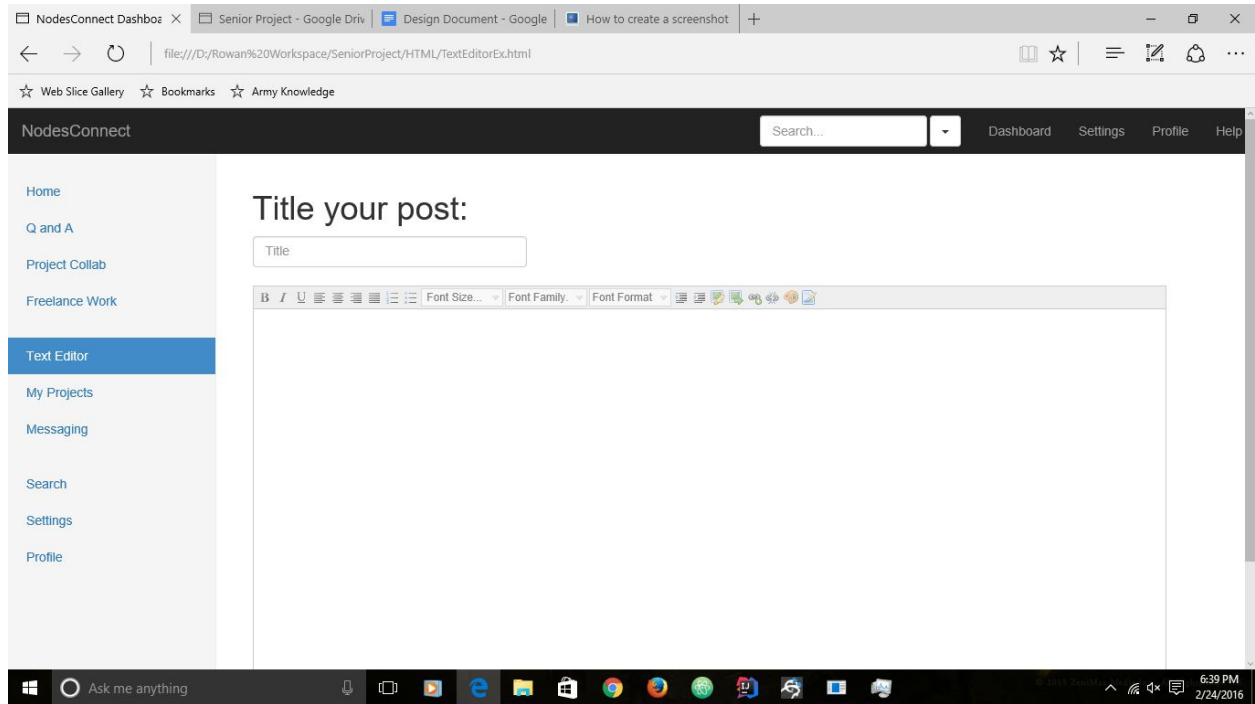 NodesConnect Dashboa Senior Project - Google Driv Design Document - Google How to create a screenshot
file:///D:/Rowan%20Workspace/SeniorProject/HTML/TextEditorEx.html
Web Slice Gallery Bookmarks Army Knowledge
NodesConnect Search... Dashboard Settings Profile Help
Home
Q and A
Project Collab
Freelance Work
Text Editor
My Projects
Messaging
Search
Settings
Profile
Title your post:
Title
B I U Font Size... Font Family. Font Format
Ask me anything
6:39 PM
2/24/2016